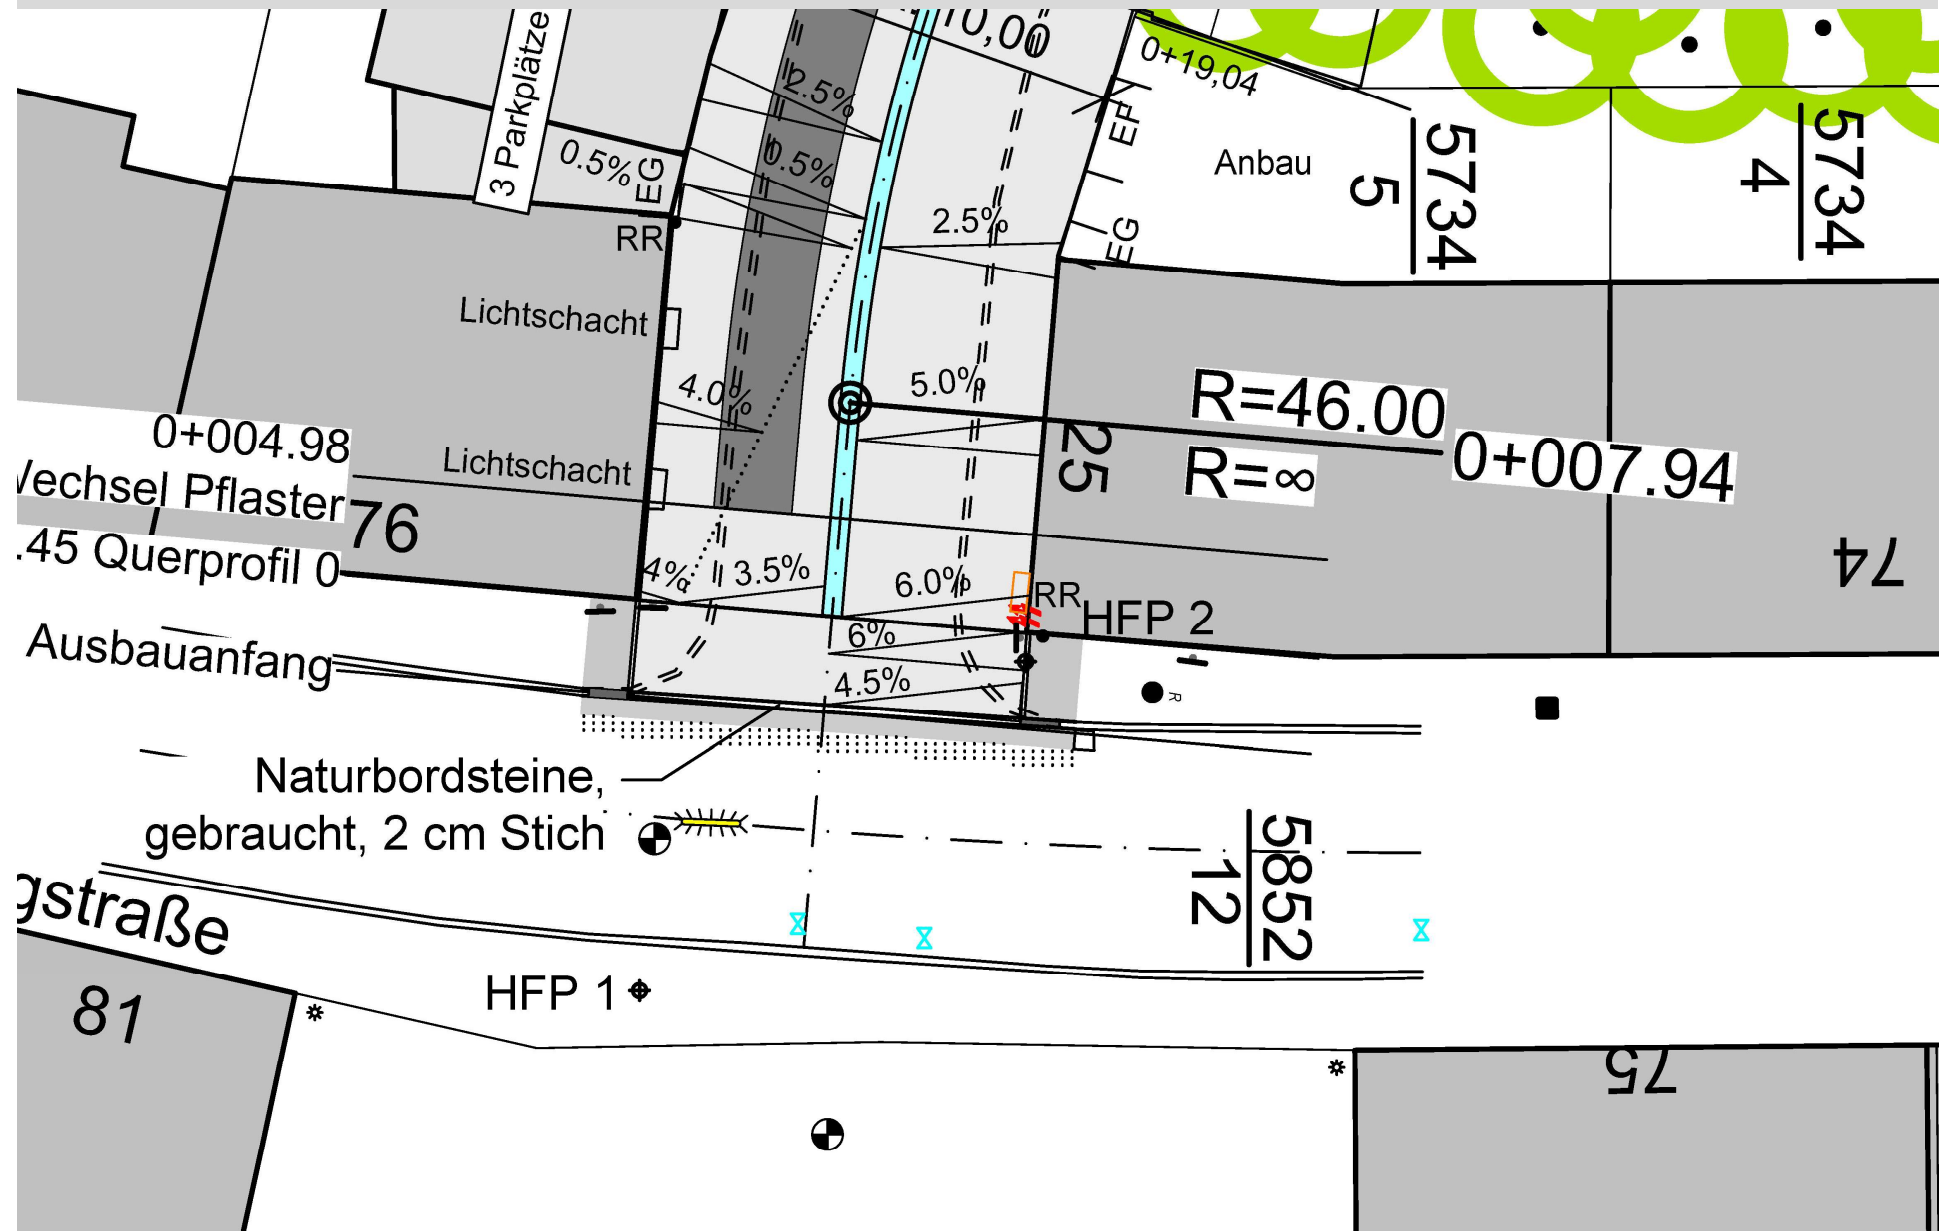 10,00
0+19,04
3 Parkplätze
2.5%
0.5%
0.5%
EG
RR
EP
EG
Anbau
5734
5
5734
4
2.5%
Lichtschacht
4.0%
5.0%
R=46.00
R=∞
0+007.94
25
0+004.98
Wechsel Pflaster
76
Lichtschacht
.45 Querprofil 0
4%
3.5%
6.0%
RR
HFP 2
74
Ausbauanfang
6%
4.5%
R
Naturbordsteine,
gebraucht, 2 cm Stich
5852
12
gstraße
HFP 1
81
75